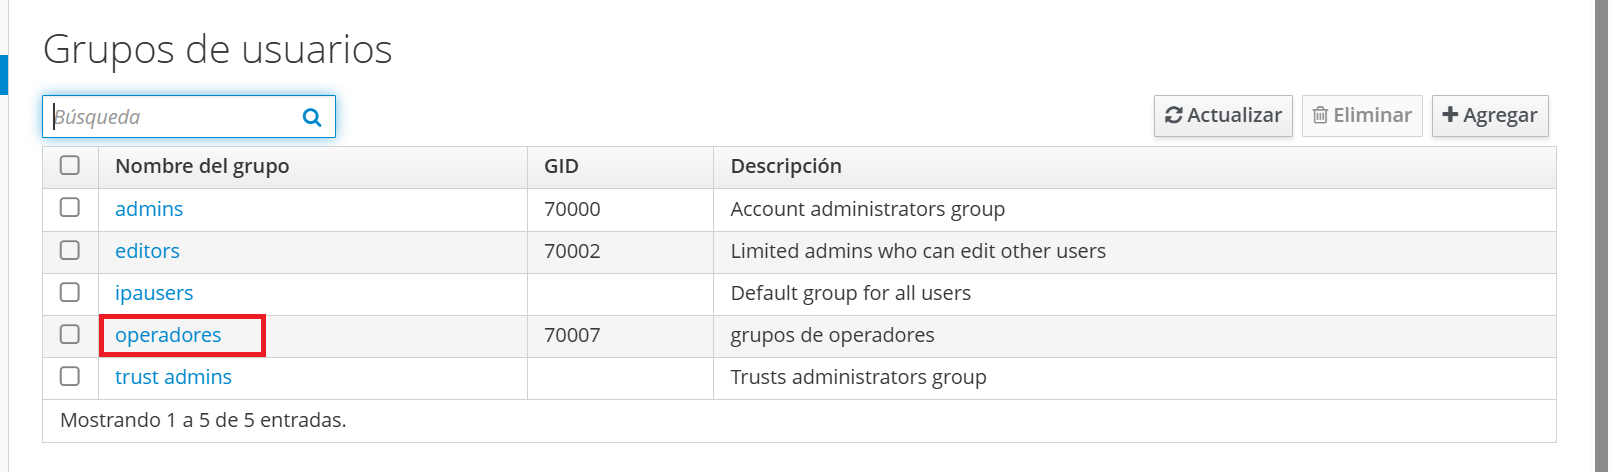 Grupos de usuarios
Búsqueda
Actualizar Eliminar Agregar
Nombre del grupo GID Descripción
admins 70000 Account administrators group
editors 70002 Limited admins who can edit other users
ipausers Default group for all users
operadores 70007 grupos de operadores
trust admins Trusts administrators group
Mostrando 1 a 5 de 5 entradas.